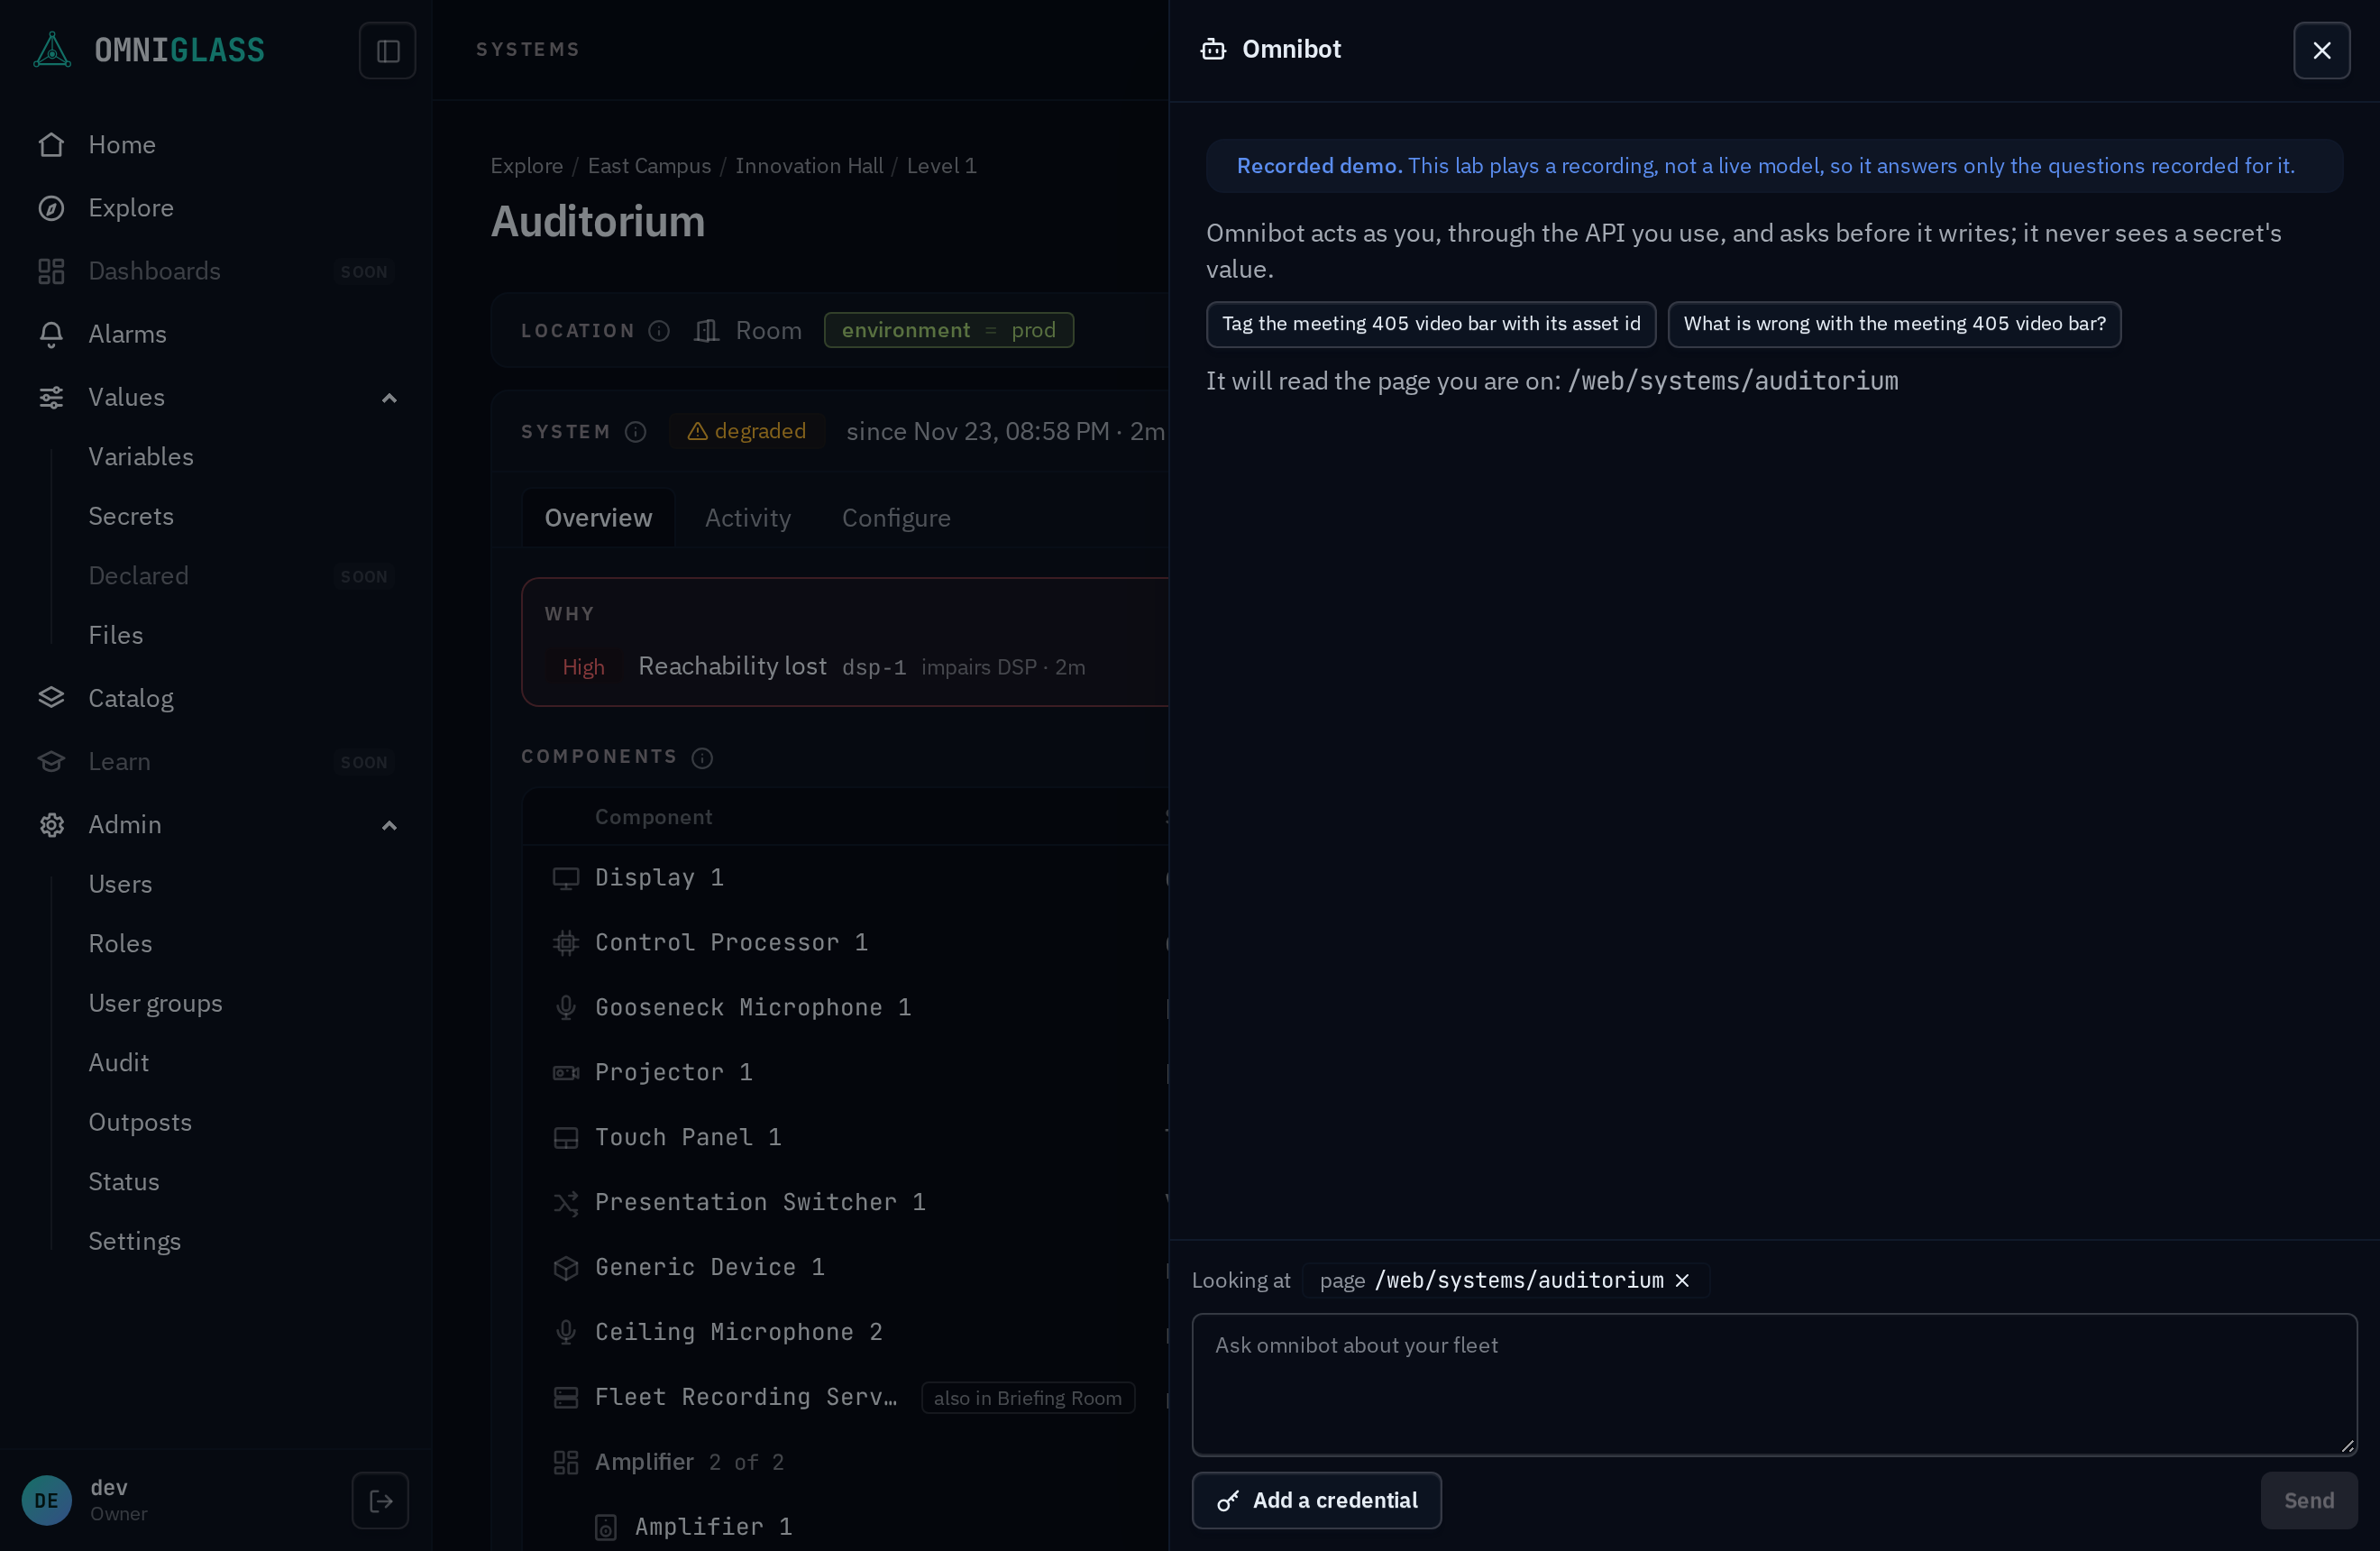 OMNIGLASS
Home
Explore
Dashboards SOON
Alarms
Values
Variables
Secrets
Declared SOON
Files
Catalog
Learn SOON
Admin
Users
Roles
User groups
Audit
Outposts
Status
Settings
DE dev
Owner
SYSTEMS
Explore / East Campus / Innovation Hall / Level 1
Auditorium
LOCATION Room environment = prod
SYSTEM degraded since Nov 23, 08:58 PM · 2m
Overview Activity Configure
WHY
High Reachability lost dsp-1 impairs DSP · 2m
COMPONENTS
Component
Display 1
Control Processor 1
Gooseneck Microphone 1
Projector 1
Touch Panel 1
Presentation Switcher 1
Generic Device 1
Ceiling Microphone 2
Fleet Recording Serv… also in Briefing Room
Amplifier 2 of 2
Amplifier 1
Omnibot
Recorded demo. This lab plays a recording, not a live model, so it answers only the questions recorded for it.
Omnibot acts as you, through the API you use, and asks before it writes; it never sees a secret's
value.
Tag the meeting 405 video bar with its asset id What is wrong with the meeting 405 video bar?
It will read the page you are on: /web/systems/auditorium
Looking at page /web/systems/auditorium
Ask omnibot about your fleet
Add a credential Send